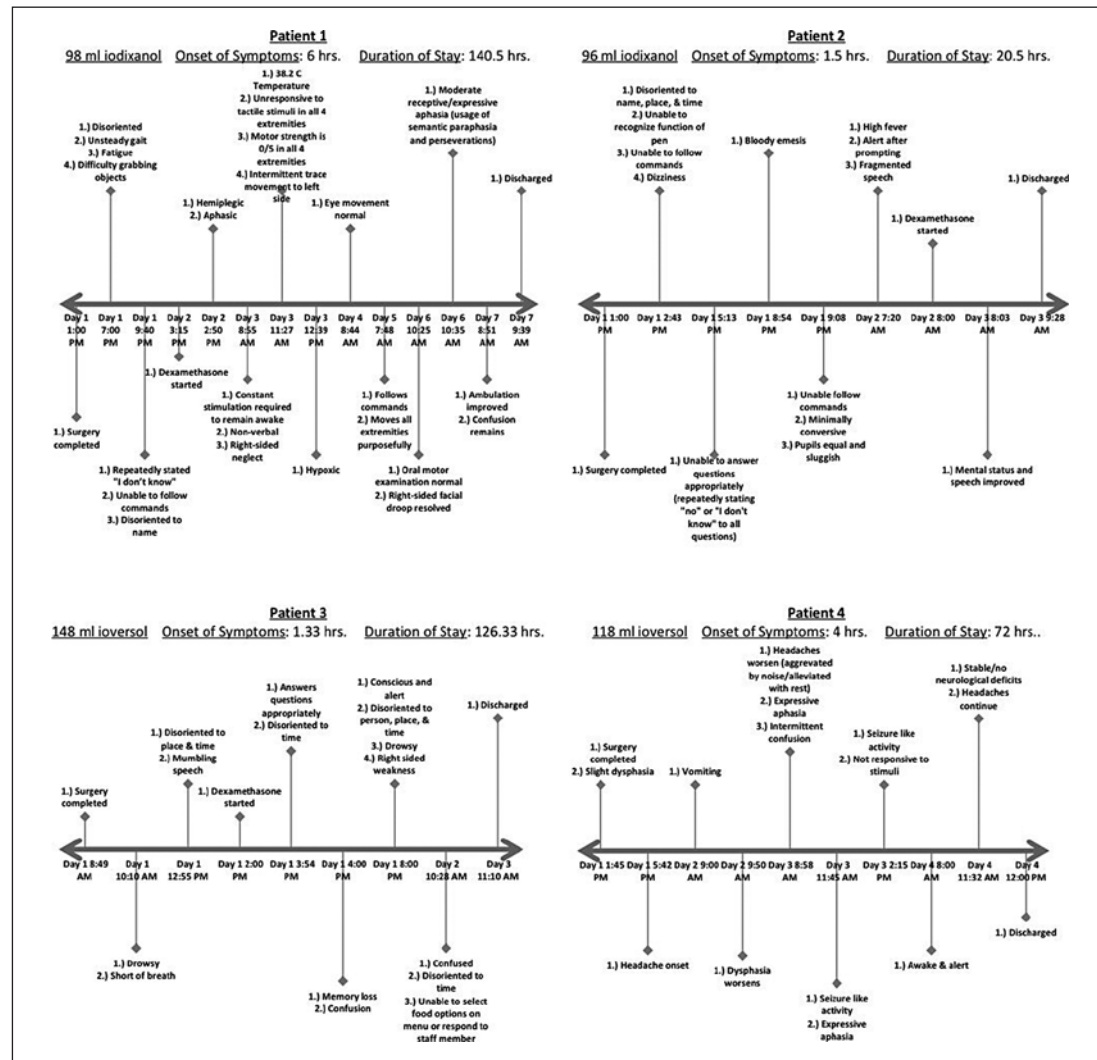 Patient 1
98 ml iodixanol Onset of Symptoms: 6 hrs. Duration of Stay: 140.5 hrs.
1.) Disoriented
2.) Unsteady gait
3.) Fatigue
4.) Difficulty grabbing
objects
1.) Hemiplegic
2.) Aphasic
1.) 38.2 C
Temperature
2.) Unresponsive to
tactile stimuli in all 4
extremities
3.) Motor strength is
0/5 in all 4
extremities
4.) Intermittent trace
movement to left
side
1.) Eye movement
normal
1.) Moderate
receptive/expressive
aphasia (usage of
semantic paraphasia
and perseverations)
1.) Discharged
Day 1 1:00 PM
Day 1 7:00 PM
Day 1 9:40 PM
Day 2 3:15 PM
Day 2 2:50 PM
Day 3 8:55 AM
Day 3 11:27 AM
Day 3 12:39 PM
Day 4 8:44 AM
Day 5 7:48 AM
Day 6 10:25 AM
Day 6 10:35 AM
Day 7 8:51 AM
Day 7 9:39 AM
1.) Surgery
completed
1.) Repeatedly stated
"I don't know"
2.) Unable to follow
commands
3.) Disoriented to
name
1.) Dexamethasone
started
1.) Constant
stimulation required
to remain awake
2.) Non-verbal
3.) Right-sided
neglect
1.) Hypoxic
1.) Follows
commands
2.) Moves all
extremities
purposefully
1.) Oral motor
examination normal
2.) Right-sided facial
droop resolved
1.) Ambulation
improved
2.) Confusion
remains
Patient 2
96 ml iodixanol Onset of Symptoms: 1.5 hrs. Duration of Stay: 20.5 hrs.
1.) Disoriented to
name, place, & time
2.) Unable to
recognize function of
pen
3.) Unable to follow
commands
4.) Dizziness
1.) Bloody emesis
1.) High fever
2.) Alert after
prompting
3.) Fragmented
speech
1.) Dexamethasone
started
1.) Discharged
Day 1 1:00 PM
Day 1 2:43 PM
Day 1 5:13 PM
Day 1 8:54 PM
Day 1 9:08 PM
Day 2 7:20 AM
Day 2 8:00 AM
Day 3 8:03 AM
Day 3 9:28 AM
1.) Surgery completed
1.) Unable to answer
questions
appropriately
(repeatedly stating
"no" or "I don't
know" to all
questions)
1.) Unable follow
commands
2.) Minimally
conversive
3.) Pupils equal and
sluggish
1.) Mental status and
speech improved
Patient 3
148 ml ioversol Onset of Symptoms: 1.33 hrs. Duration of Stay: 126.33 hrs.
1.) Surgery
completed
1.) Disoriented to
place & time
2.) Mumbling
speech
1.) Dexamethasone
started
1.) Answers
questions
appropriately
2.) Disoriented to
time
1.) Conscious and
alert
2.) Disoriented to
person, place, &
time
3.) Drowsy
4.) Right sided
weakness
1.) Discharged
Day 1 8:49 AM
Day 1 10:10 AM
Day 1 12:55 PM
Day 1 2:00 PM
Day 1 3:54 PM
Day 1 4:00 PM
Day 1 8:00 PM
Day 2 10:28 AM
Day 3 11:10 AM
1.) Drowsy
2.) Short of breath
1.) Memory loss
2.) Confusion
1.) Confused
2.) Disoriented to
time
3.) Unable to select
food options on
menu or respond to
staff member
Patient 4
118 ml ioversol Onset of Symptoms: 4 hrs. Duration of Stay: 72 hrs..
1.) Surgery
completed
2.) Slight dysphasia
1.) Vomiting
1.) Headaches
worsen (aggrevated
by noise/alleviated
with rest)
2.) Expressive
aphasia
3.) Intermittent
confusion
1.) Seizure like
activity
2.) Not responsive to
stimuli
1.) Stable/no
neurological deficits
2.) Headaches
continue
Day 1 1:45 PM
Day 1 5:42 PM
Day 2 9:00 AM
Day 2 9:50 AM
Day 3 8:58 AM
Day 3 11:45 AM
Day 3 2:15 PM
Day 4 8:00 AM
Day 4 11:32 AM
Day 4 12:00 PM
1.) Headache onset
1.) Dysphasia
worsens
1.) Seizure like
activity
2.) Expressive
aphasia
1.) Awake & alert
1.) Discharged